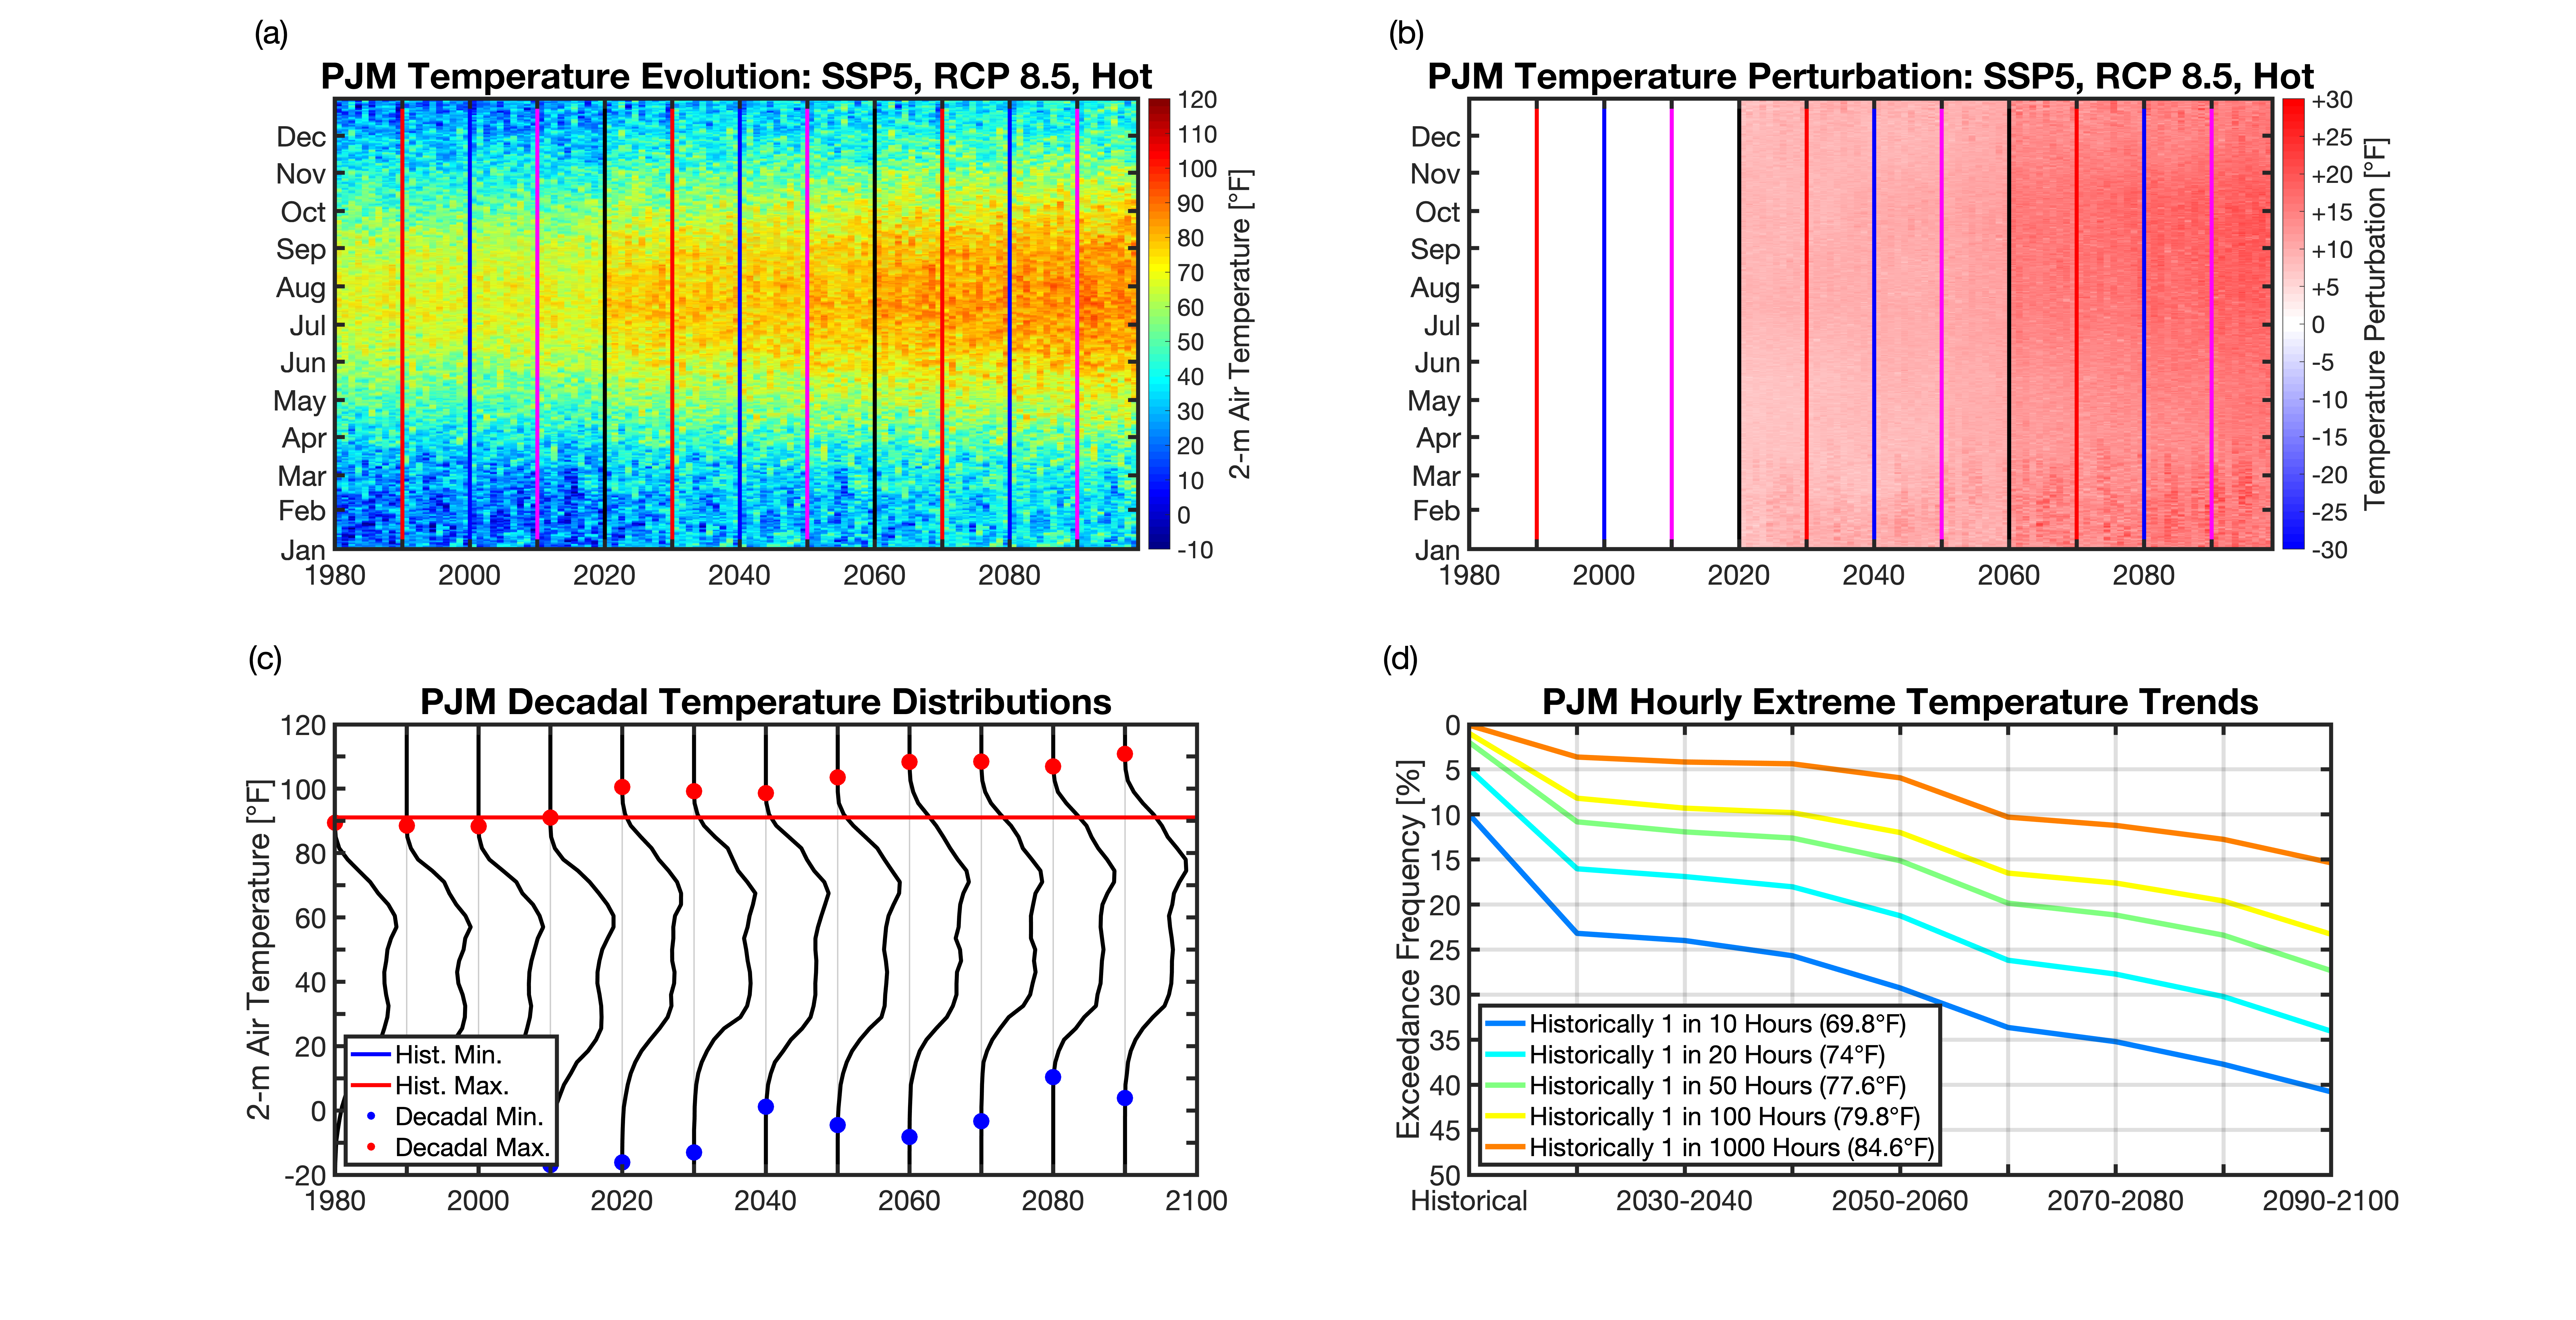 (a)
PJM Temperature Evolution: SSP5, RCP 8.5, Hot
Dec
Nov
Oct
Sep
Aug
Jul
Jun
May
Apr
Mar
Feb
Jan
1980 2000 2020 2040 2060 2080
120
110
100
90
80
70
60
50
40
30
20
10
0
-10
2-m Air Temperature [°F]
(b)
PJM Temperature Perturbation: SSP5, RCP 8.5, Hot
Dec
Nov
Oct
Sep
Aug
Jul
Jun
May
Apr
Mar
Feb
Jan
1980 2000 2020 2040 2060 2080
+30
+25
+20
+15
+10
+5
0
-5
-10
-15
-20
-25
-30
Temperature Perturbation [°F]
(c)
PJM Decadal Temperature Distributions
2-m Air Temperature [°F]
120
100
80
60
40
20
0
-20
Hist. Min.
Hist. Max.
Decadal Min.
Decadal Max.
1980 2000 2020 2040 2060 2080 2100
(d)
PJM Hourly Extreme Temperature Trends
Exceedance Frequency [%]
0
5
10
15
20
25
30
35
40
45
50
Historically 1 in 10 Hours (69.8°F)
Historically 1 in 20 Hours (74°F)
Historically 1 in 50 Hours (77.6°F)
Historically 1 in 100 Hours (79.8°F)
Historically 1 in 1000 Hours (84.6°F)
Historical 2030-2040 2050-2060 2070-2080 2090-2100